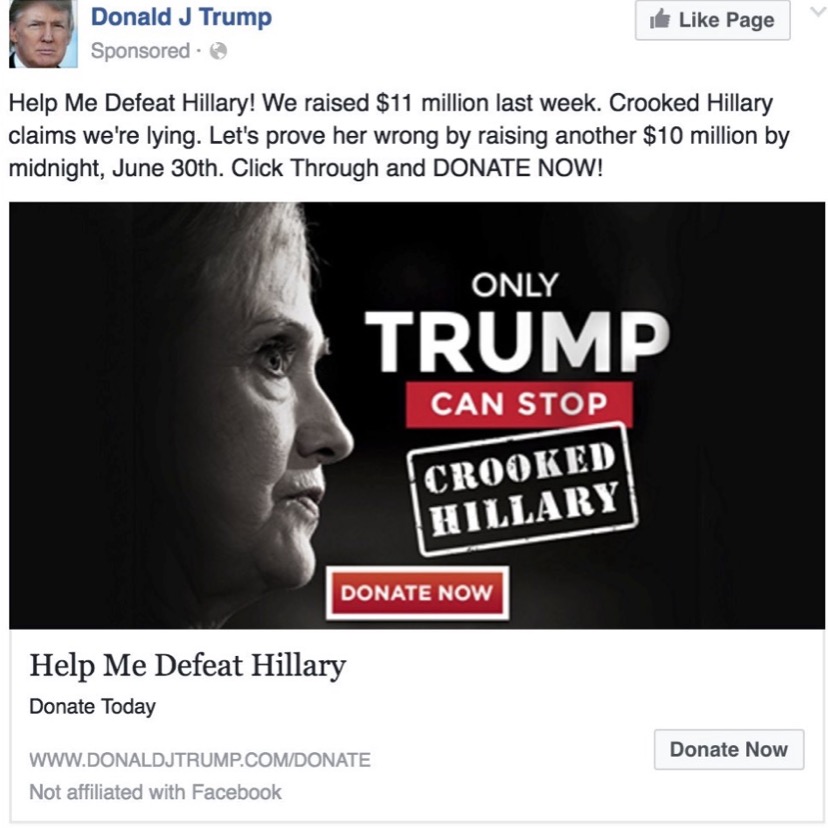 Donald J Trump
Like Page
Sponsored ·
Help Me Defeat Hillary! We raised $11 million last week. Crooked Hillary
claims we're lying. Let's prove her wrong by raising another $10 million by
midnight, June 30th. Click Through and DONATE NOW!
ONLY
TRUMP
CAN STOP
CROOKED
HILLARY
DONATE NOW
Help Me Defeat Hillary
Donate Today
WWW.DONALDJTRUMP.COM/DONATE
Donate Now
Not affiliated with Facebook